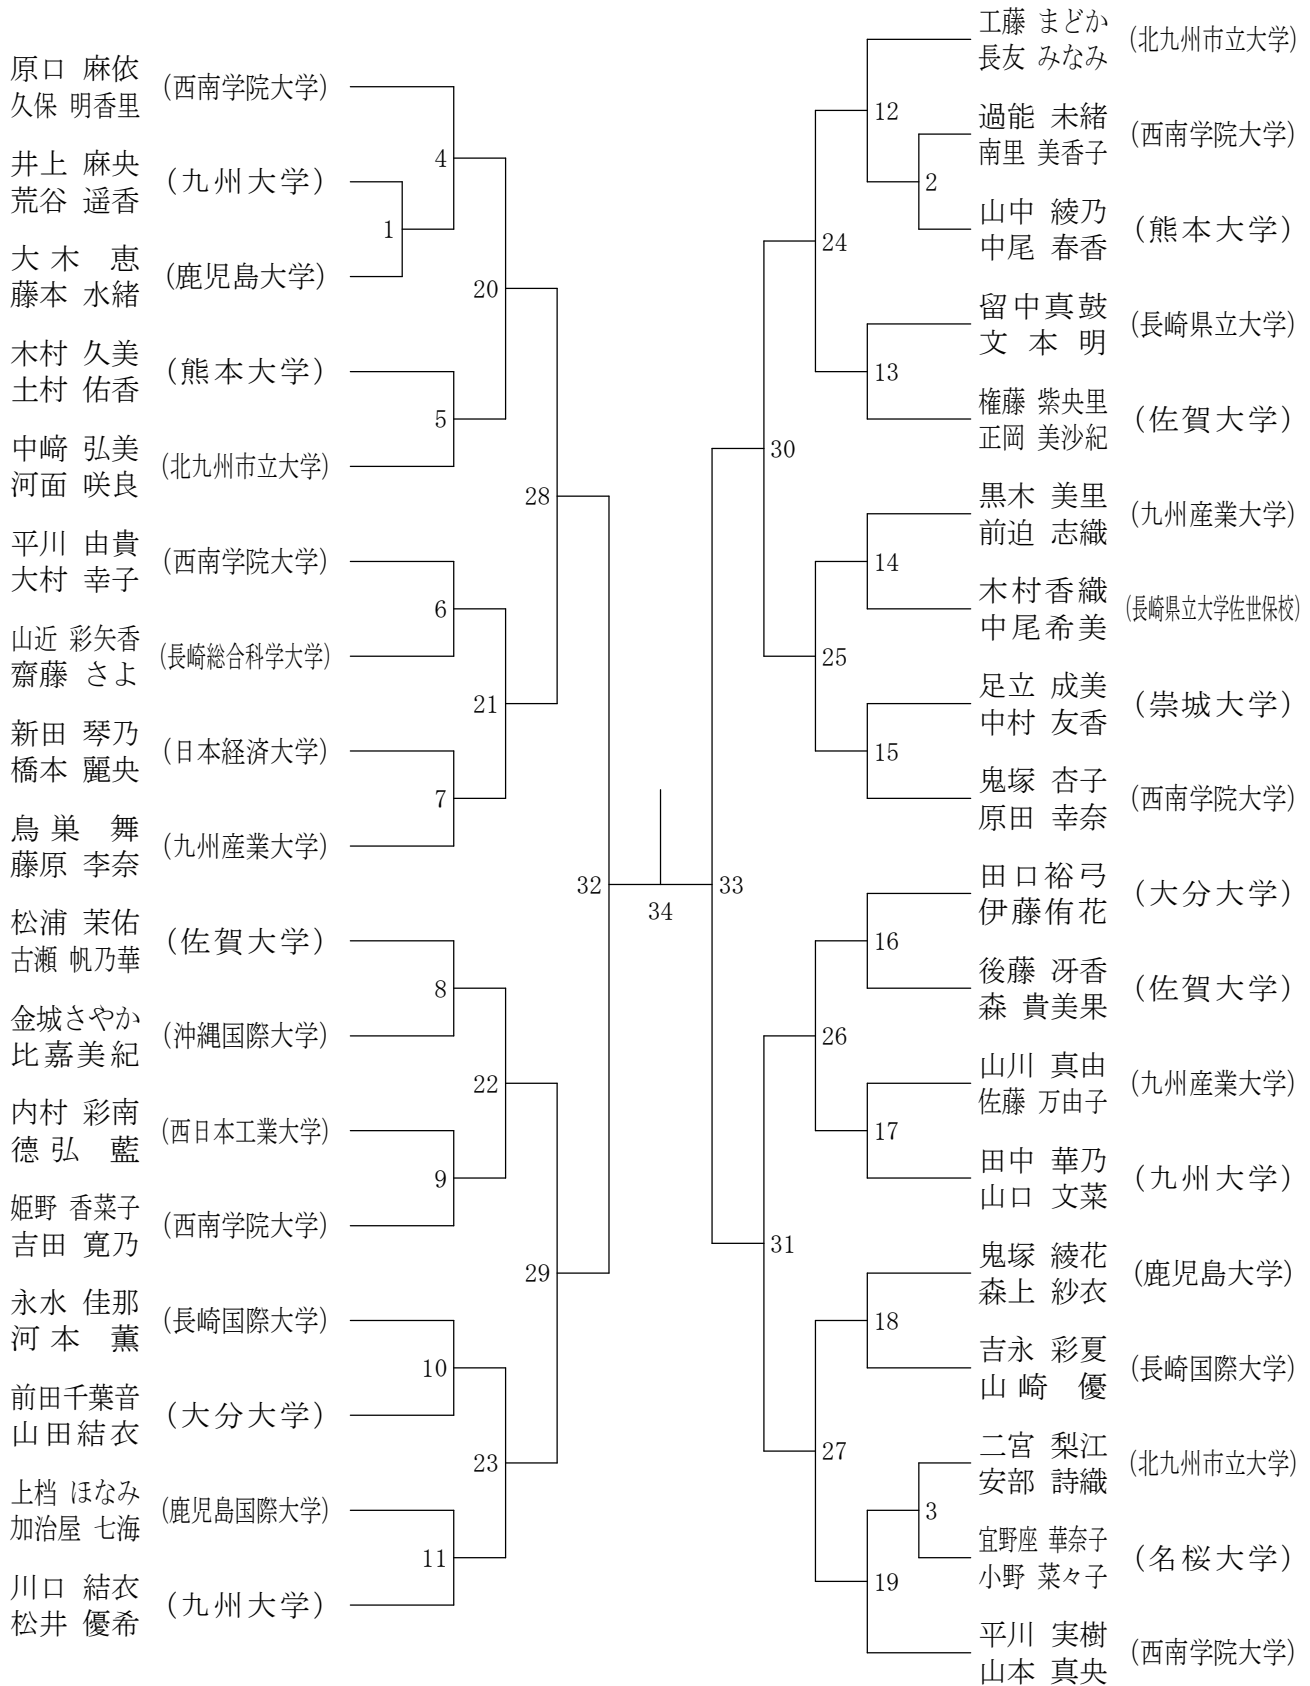 原口 麻依
久保 明香里
(西南学院大学)
井上 麻央
荒谷 遥香
(九州大学)
大木 恵
藤本 水緒
(鹿児島大学)
木村 久美
土村 佑香
(熊本大学)
中﨑 弘美
河面 咲良
(北九州市立大学)
平川 由貴
大村 幸子
(西南学院大学)
山近 彩矢香
齋藤 さよ
(長崎総合科学大学)
新田 琴乃
橋本 麗央
(日本経済大学)
鳥巣 舞
藤原 李奈
(九州産業大学)
松浦 茉佑
古瀬 帆乃華
(佐賀大学)
金城さやか
比嘉美紀
(沖縄国際大学)
内村 彩南
德弘 藍
(西日本工業大学)
姫野 香菜子
吉田 寛乃
(西南学院大学)
永水 佳那
河本 薫
(長崎国際大学)
前田千葉音
山田結衣
(大分大学)
上档 ほなみ
加治屋 七海
(鹿児島国際大学)
川口 結衣
松井 優希
(九州大学)
4
1
5
6
7
8
9
10
11
20
21
22
23
28
29
32
34
33
30
31
24
25
26
27
12
2
13
14
15
16
17
18
3
19
工藤 まどか
長友 みなみ
(北九州市立大学)
過能 未緒
南里 美香子
(西南学院大学)
山中 綾乃
中尾 春香
(熊本大学)
留中真鼓
文本明
(長崎県立大学)
権藤 紫央里
正岡 美沙紀
(佐賀大学)
黒木 美里
前迫 志織
(九州産業大学)
木村香織
中尾希美
(長崎県立大学佐世保校)
足立 成美
中村 友香
(崇城大学)
鬼塚 杏子
原田 幸奈
(西南学院大学)
田口裕弓
伊藤侑花
(大分大学)
後藤 冴香
森 貴美果
(佐賀大学)
山川 真由
佐藤 万由子
(九州産業大学)
田中 華乃
山口 文菜
(九州大学)
鬼塚 綾花
森上 紗衣
(鹿児島大学)
吉永 彩夏
山崎 優
(長崎国際大学)
二宮 梨江
安部 詩織
(北九州市立大学)
宜野座 華奈子
小野 菜々子
(名桜大学)
平川 実樹
山本 真央
(西南学院大学)